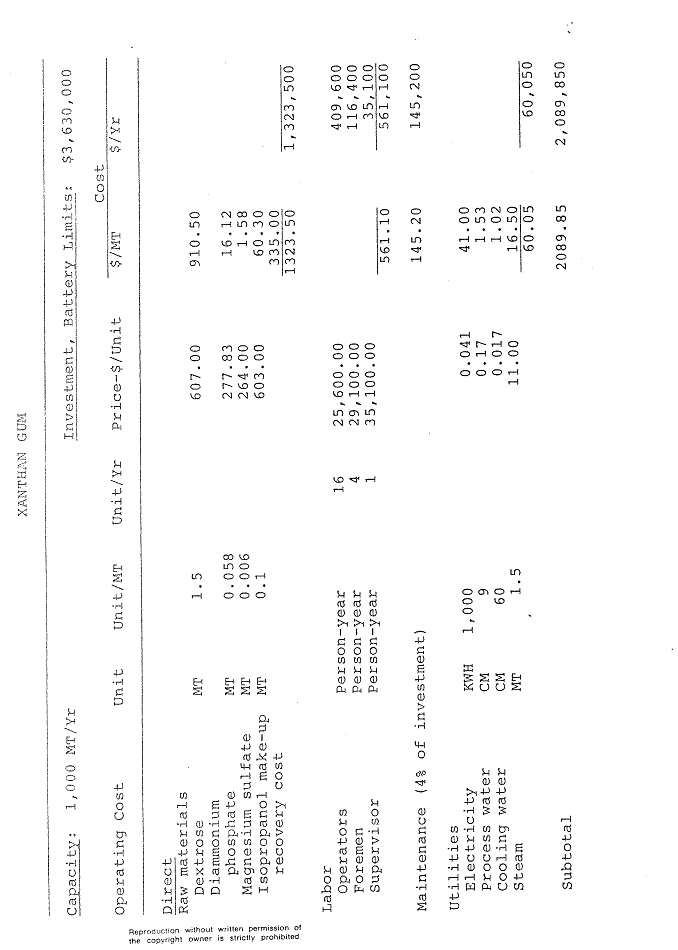 XANTHAN GUM
Capacity: 1,000 MT/Yr Investment, Battery Limits: $3,630,000
Cost
Operating Cost Unit Unit/MT Unit/Yr Price-$/Unit $/MT $/Yr
Direct
Raw materials
Dextrose MT 1.5 607.00 910.50
Diammonium
phosphate MT 0.058 277.83 16.12
Magnesium sulfate MT 0.006 264.00 1.58
Isopropanol make-up MT 0.1 603.00 60.30
recovery cost 335.00
1323.50 1,323,500
Labor
Operators Person-year 16 25,600.00 409,600
Foremen Person-year 4 29,100.00 116,400
Supervisor Person-year 1 35,100.00 35,100
561.10 561,100
Maintenance (4% of investment) 145.20 145,200
Utilities
Electricity KWH 1,000 0.041 41.00
Process water CM 9 0.17 1.53
Cooling water CM 60 0.017 1.02
Steam MT 1.5 11.00 16.50
60.05 60,050
Subtotal 2089.85 2,089,850
Reproduction without written permission of
the copyright owner is strictly prohibited.